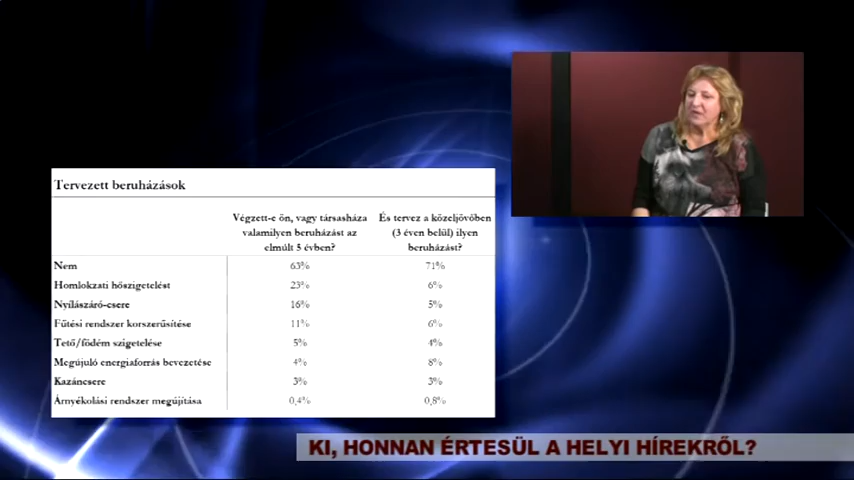 Tervezett beruházások
Végzett-e ön, vagy társasháza valamilyen beruházást az elmúlt 5 évben?
És tervez a közeljövőben (3 éven belül) ilyen beruházást?
Nem 63% 71%
Homlokzati hőszigetelést 23% 6%
Nyílászáró-csere 16% 5%
Fűtési rendszer korszerűsítése 11% 6%
Tető/födém szigetelése 5% 4%
Megújuló energiaforrás bevezetése 4% 8%
Kazáncsere 3% 3%
Árnyékolási rendszer megújítása 0,4% 0,8%
KI, HONNAN ÉRTESÜL A HELYI HÍREKRŐL?